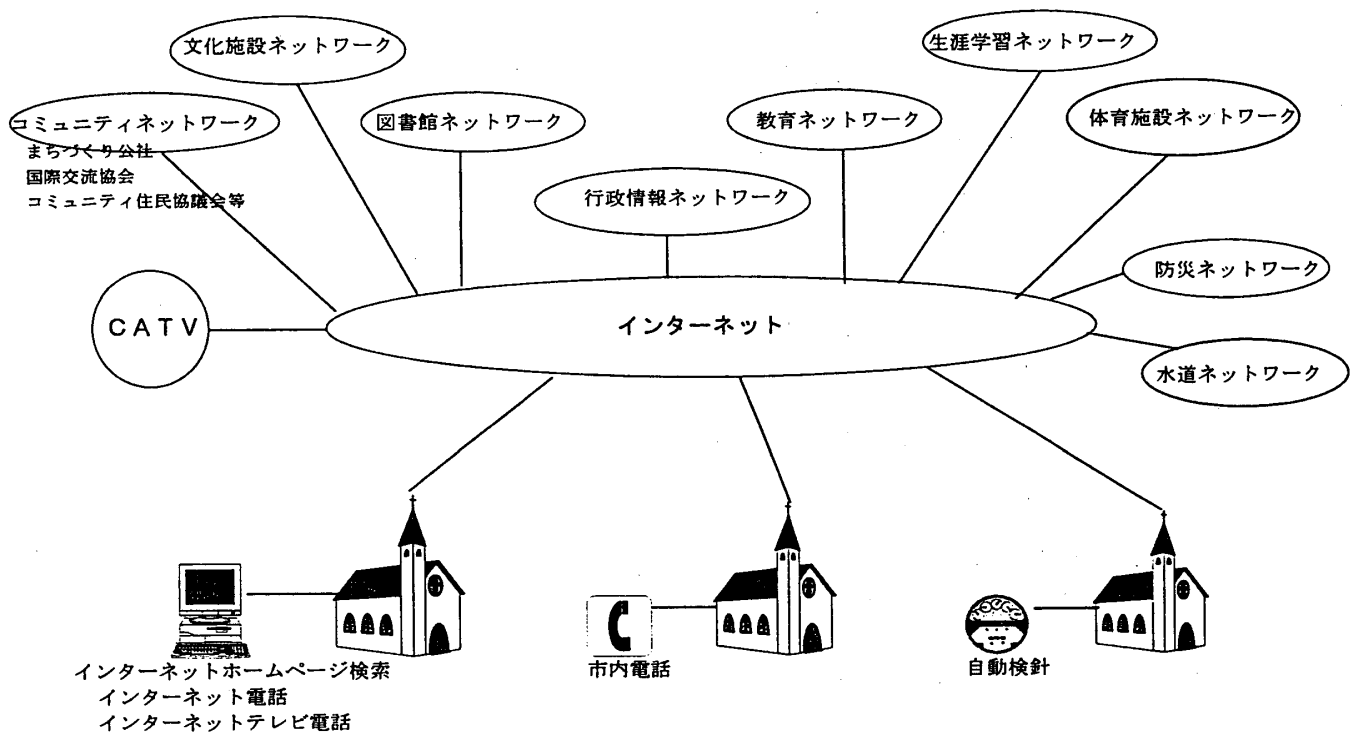 文化施設ネットワーク
生涯学習ネットワーク
コミュニティネットワーク
まちづくり公社
国際交流協会
コミュニティ住民協議会等
図書館ネットワーク
教育ネットワーク
体育施設ネットワーク
行政情報ネットワーク
防災ネットワーク
CATV
インターネット
水道ネットワーク
インターネットホームページ検索
インターネット電話
インターネットテレビ電話
市内電話
自動検針